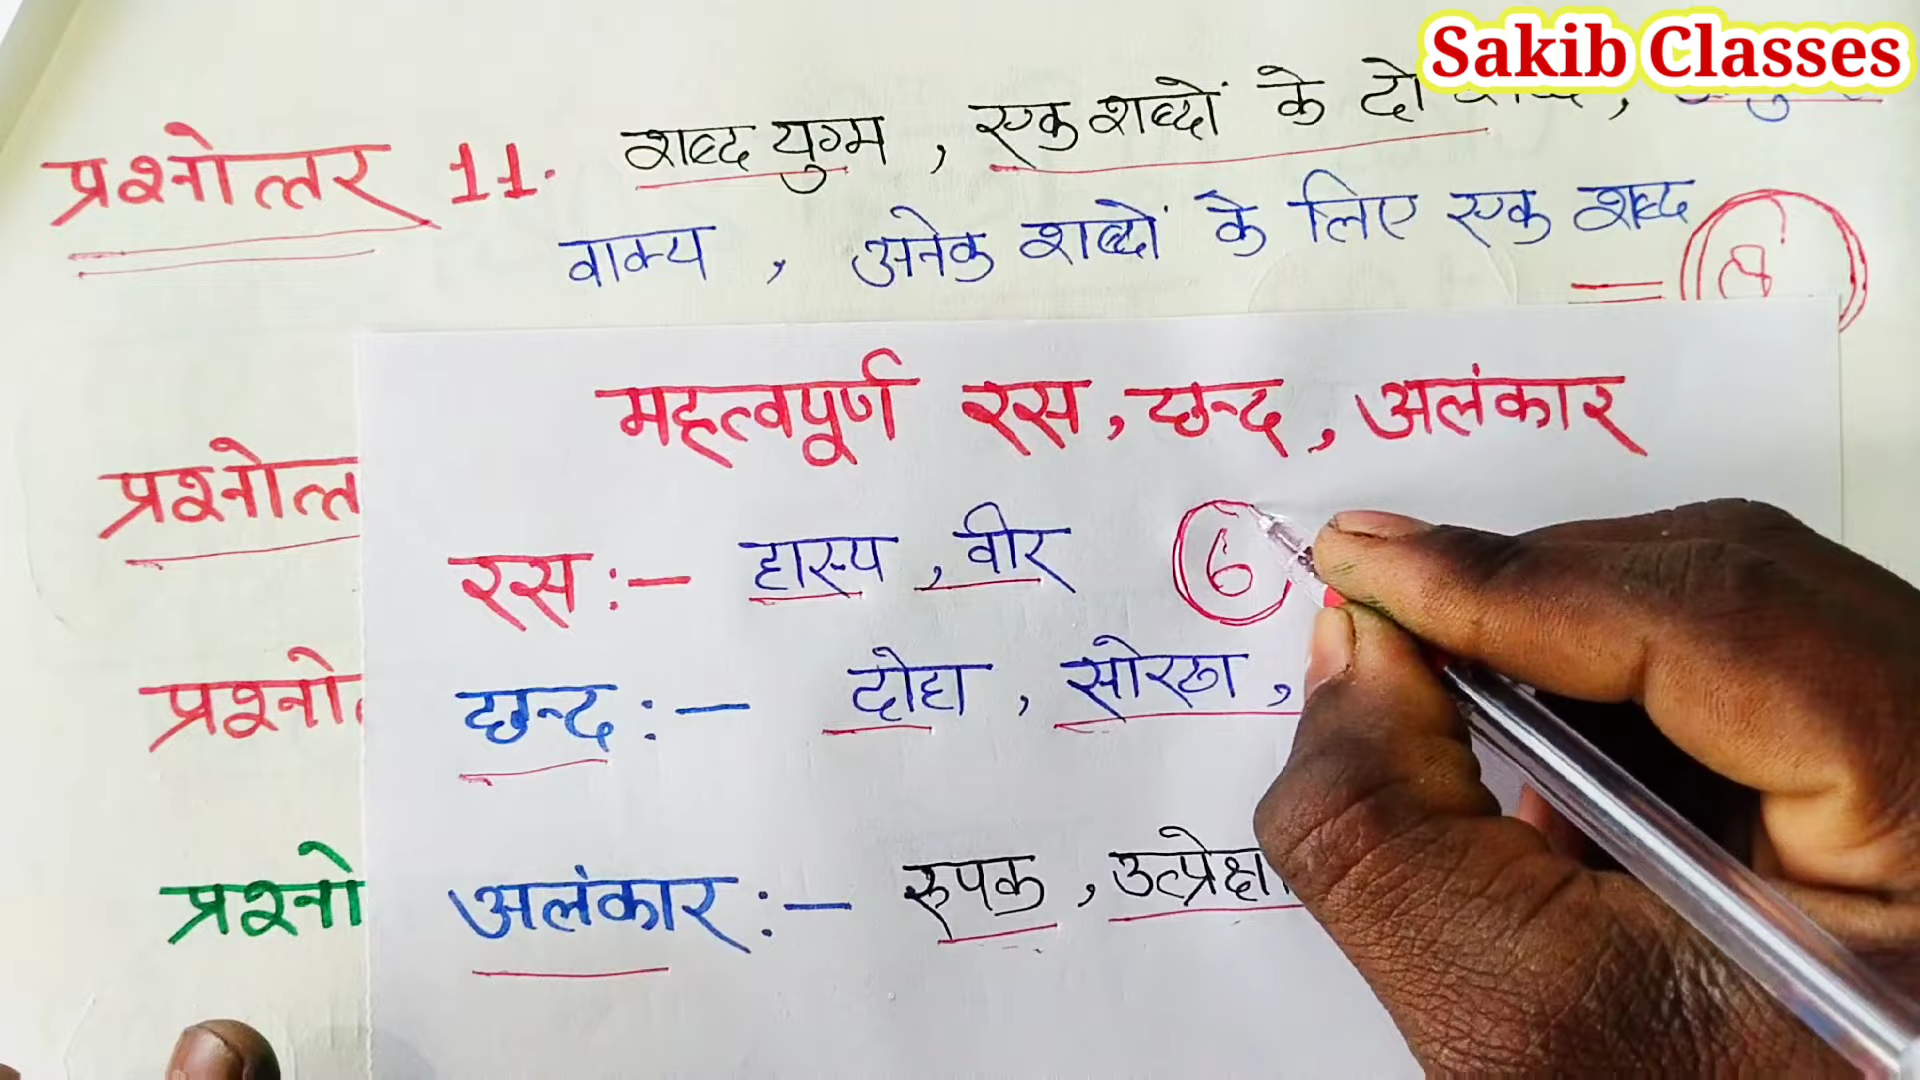 Sakib Classes
प्रश्नोत्तर 11. शब्द युग्म , एक शब्दों के दो
वाक्य , अनेक शब्दों के लिए एक शब्द
=
महत्वपूर्ण रस , छन्द , अलंकार
प्रश्नोत्त
रस :- हास्य , वीर 6
प्रश्नो छन्द :- दोहा , सोरठा ,
प्रश्नो अलंकार :- रुपक , उत्प्रेक्षा